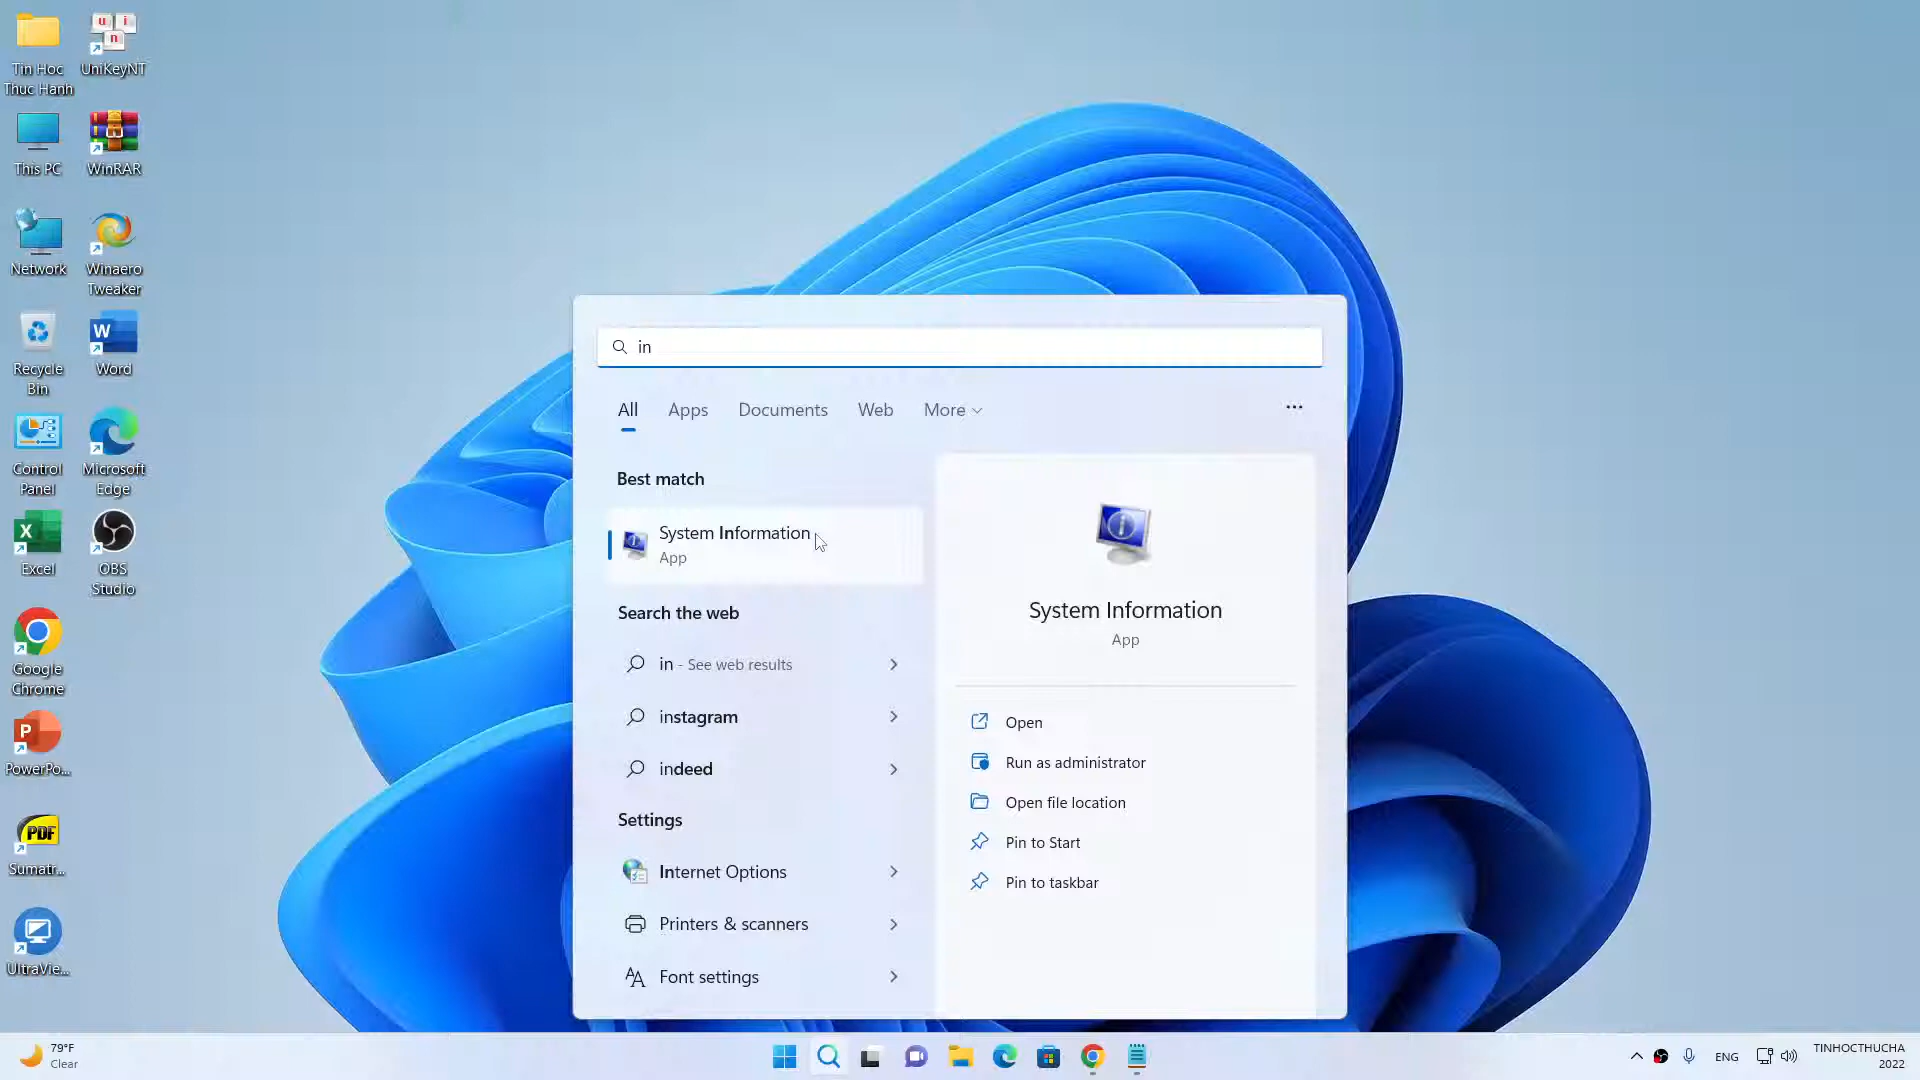 Tin Hoc
Thuc Hanh
UniKeyNT
This PC
WinRAR
Network
Winaero
Tweaker
Recycle
Bin
Word
Control
Panel
Microsoft
Edge
Excel
OBS
Studio
Google
Chrome
PowerPo...
PDF
Sumatr...
UltraVie...
in
All
Apps
Documents
Web
More
Best match
System Information
App
Search the web
in - See web results
instagram
indeed
Settings
Internet Options
Printers & scanners
Font settings
System Information
App
Open
Run as administrator
Open file location
Pin to Start
Pin to taskbar
79°F
Clear
ENG
TINHOCTHUCHA
2022